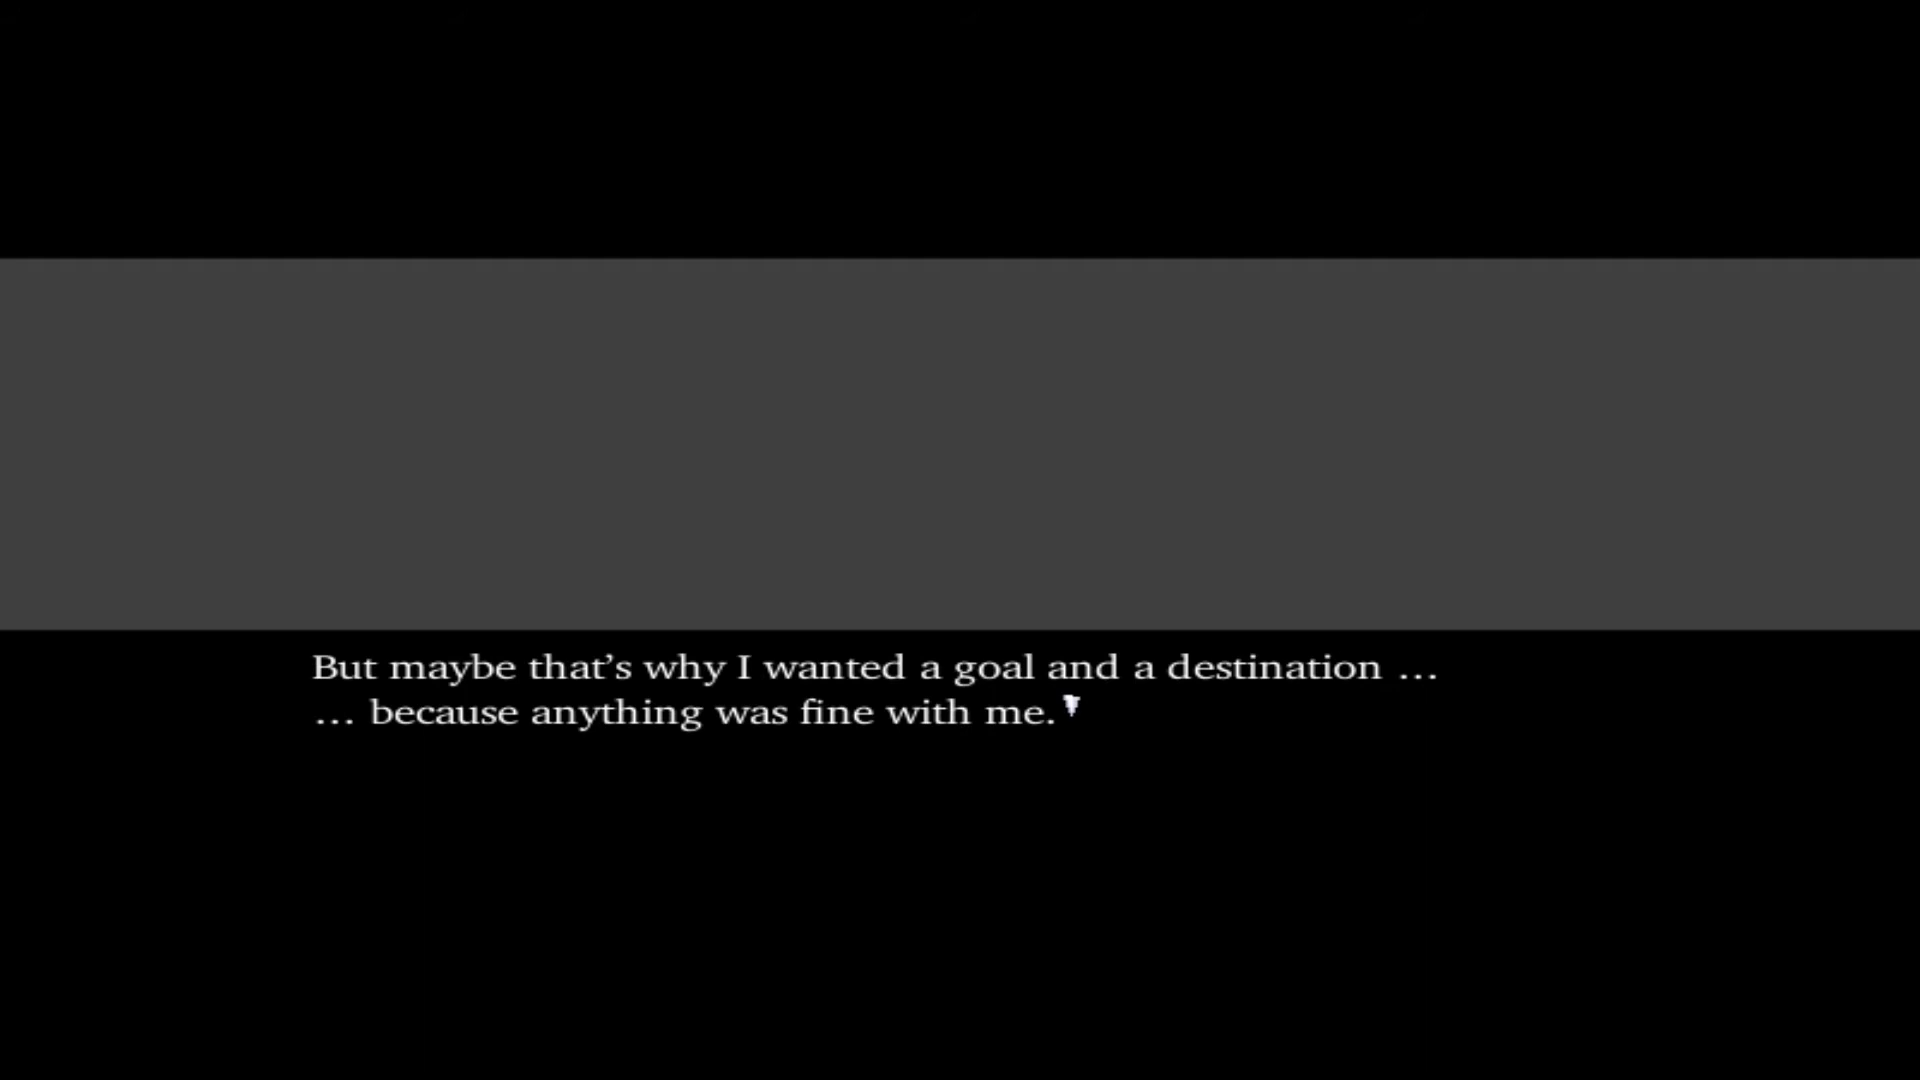 But maybe that’s why I wanted a goal and a destination …
… because anything was fine with me.